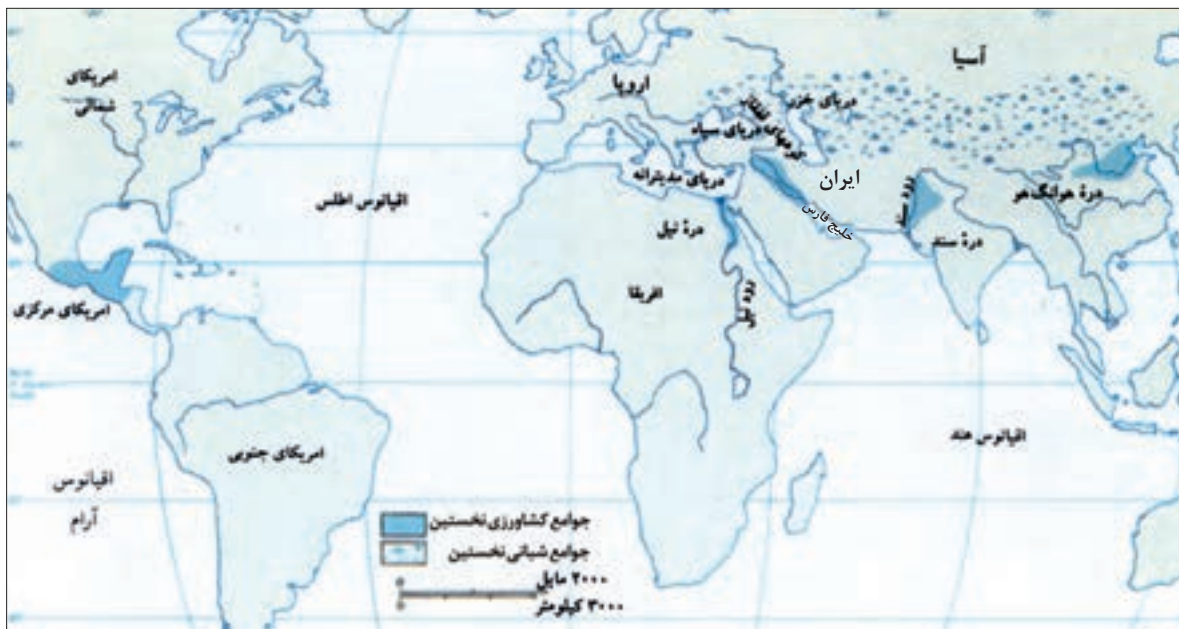 آسیا
امریکای
شمالی
اروپا
دریای خزر
کوههای قفقاز
دریای سیاه
دریای مدیترانه
ایران
خلیج فارس
رود سند
درهٔ سند
درهٔ هوانگ‌هو
اقیانوس اطلس
درهٔ نیل
رود نیل
افریقا
امریکای مرکزی
امریکای جنوبی
اقیانوس هند
اقیانوس
آرام
جوامع کشاورزی نخستین
جوامع شبانی نخستین
۲۰۰۰ مایل
۳۰۰۰ کیلومتر